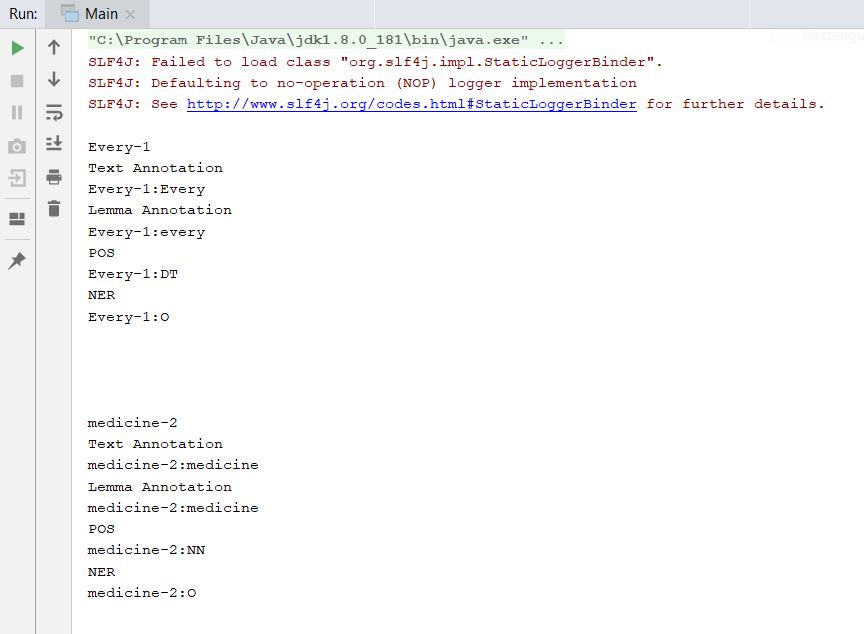 Run: Main
"C:\Program Files\Java\jdk1.8.0_181\bin\java.exe" ...
SLF4J: Failed to load class "org.slf4j.impl.StaticLoggerBinder".
SLF4J: Defaulting to no-operation (NOP) logger implementation
SLF4J: See http://www.slf4j.org/codes.html#StaticLoggerBinder for further details.
Every-1
Text Annotation
Every-1:Every
Lemma Annotation
Every-1:every
POS
Every-1:DT
NER
Every-1:O
medicine-2
Text Annotation
medicine-2:medicine
Lemma Annotation
medicine-2:medicine
POS
medicine-2:NN
NER
medicine-2:O